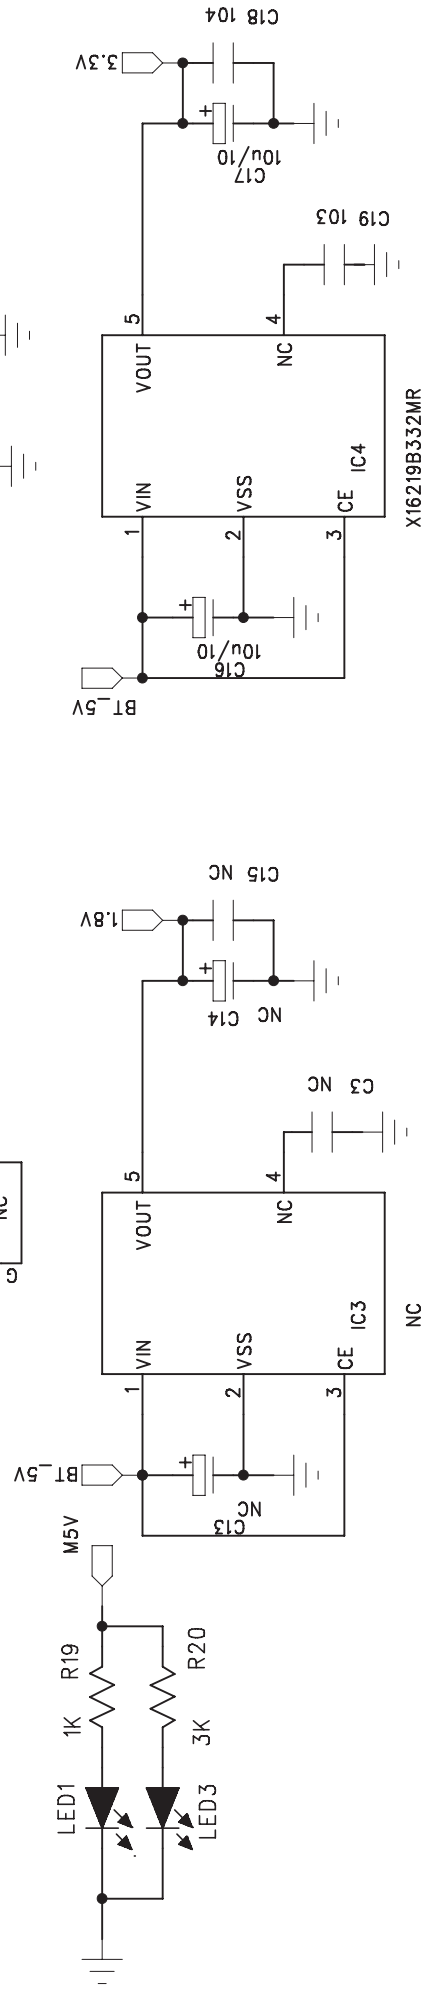 C18 104
3.3V
+
10u/10
C17
C19 103
5
4
VOUT
NC
IC4
X16219B332MR
VIN
VSS
CE
1
2
3
+
10u/10
C16
BT_5V
C15 NC
1.8V
+
C14 NC
C3 NC
5
4
VOUT
NC
NC
G
IC3
NC
VIN
VSS
CE
1
2
3
BT_5V
+
NC
C13
M5V
R19
1K
R20
3K
LED1
LED3